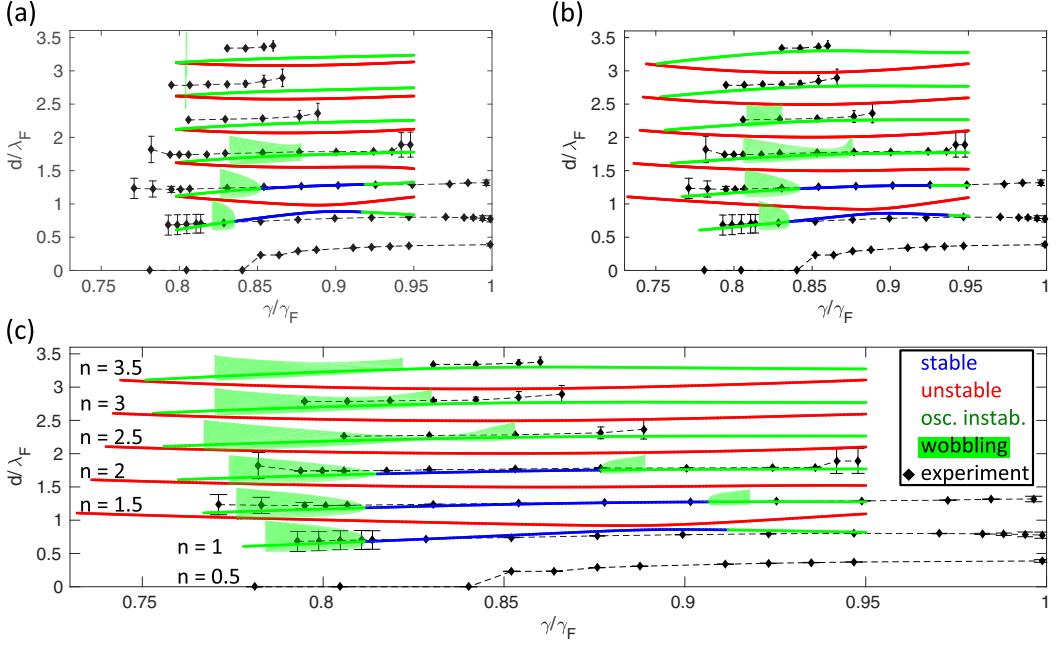 (a)
3.5
3
2.5
2
1.5
1
0.5
0
d/λF
0.75
0.8
0.85
0.9
0.95
1
γ/γF
(b)
3.5
3
2.5
2
1.5
1
0.5
0
d/λF
0.75
0.8
0.85
0.9
0.95
1
γ/γF
(c)
3.5
3
2.5
2
1.5
1
0.5
0
d/λF
n = 3.5
n = 3
n = 2.5
n = 2
n = 1.5
n = 1
n = 0.5
stable
unstable
osc. instab.
wobbling
experiment
0.75
0.8
0.85
0.9
0.95
1
γ/γF